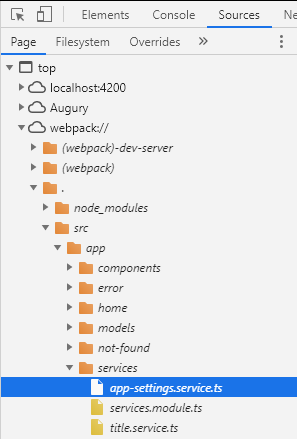 Elements Console Sources
Page Filesystem Overrides »
top
localhost:4200
Augury
webpack://
(webpack)-dev-server
(webpack)
.
node_modules
src
app
components
error
home
models
not-found
services
app-settings.service.ts
services.module.ts
title.service.ts